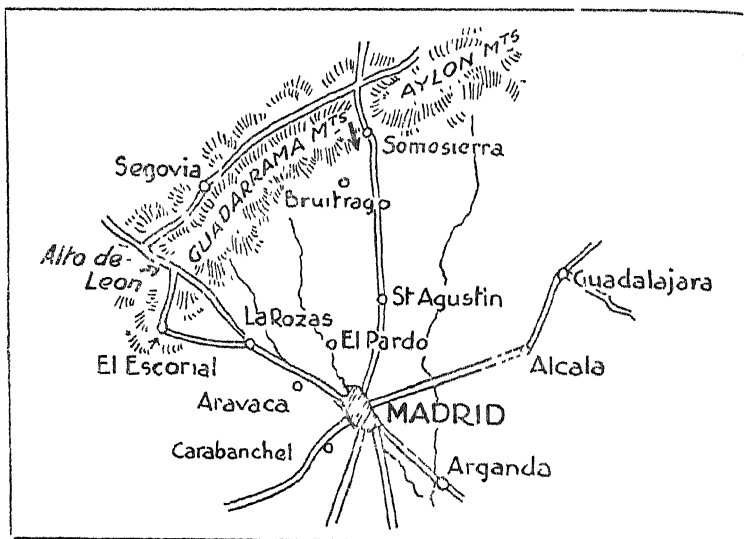 AYLON MTS
GUADARRAMA MTS
Somosierra
Segovia
Bruitrago
Alto de-
Leon
Guadalajara
St Agustin
La Rozas
El Pardo
El Escorial
Alcala
Aravaca
MADRID
Carabanchel
Arganda